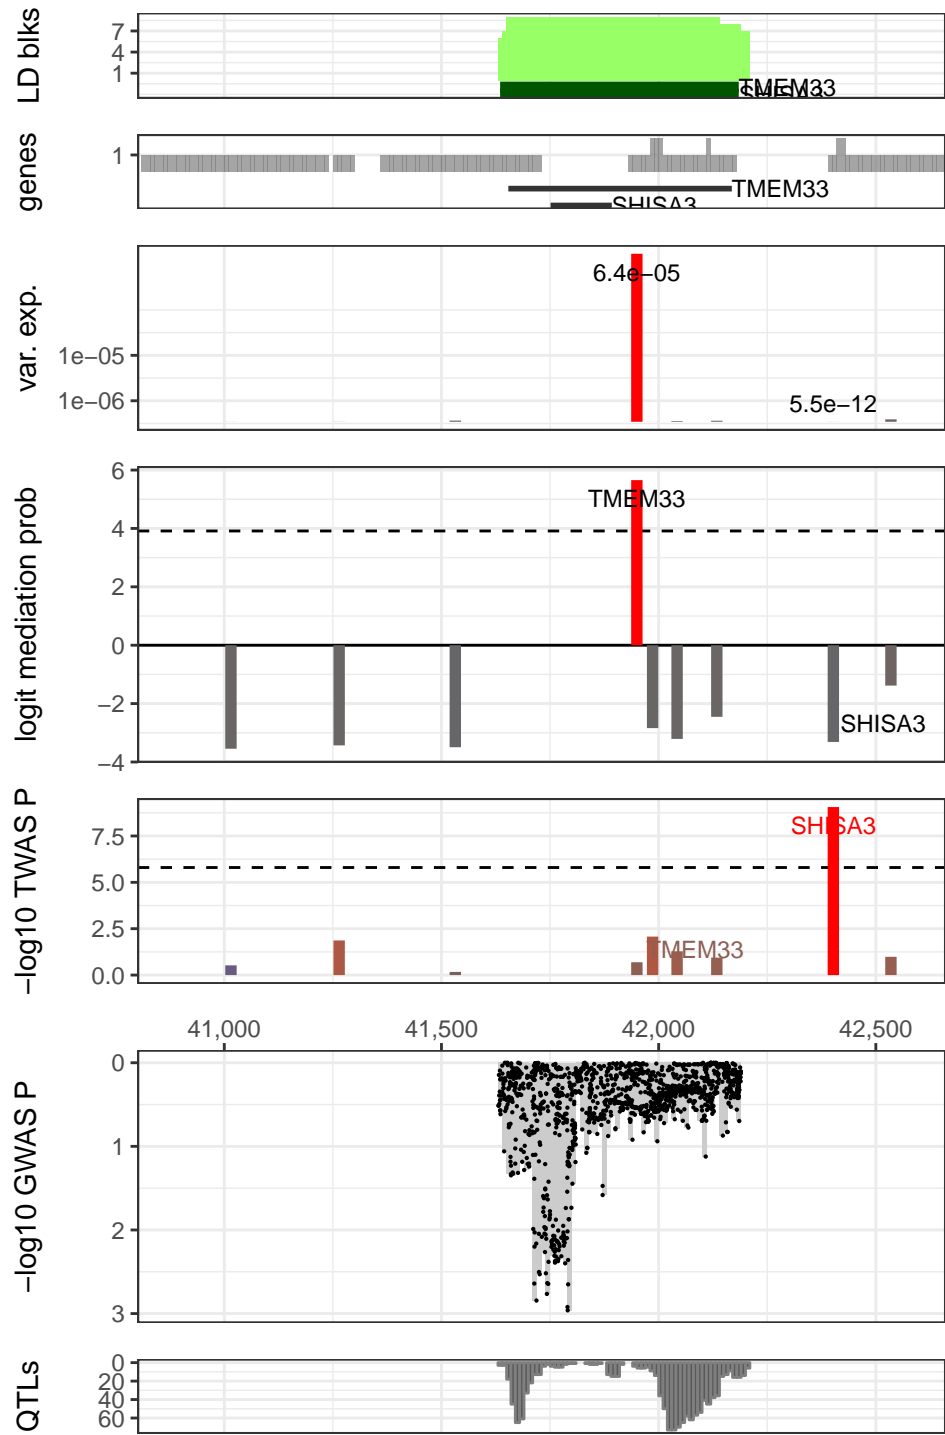 LD blks
7
4
1
TMEM33
SHISA3
genes
1
TMEM33
SHISA3
var. exp.
1e−05
1e−06
6.4e−05
5.5e−12
logit mediation prob
6
4
2
0
−2
−4
TMEM33
SHISA3
−log10 TWAS P
7.5
5.0
2.5
0.0
SHISA3
TMEM33
41,000
41,500
42,000
42,500
−log10 GWAS P
0
1
2
3
QTLs
0
20
40
60